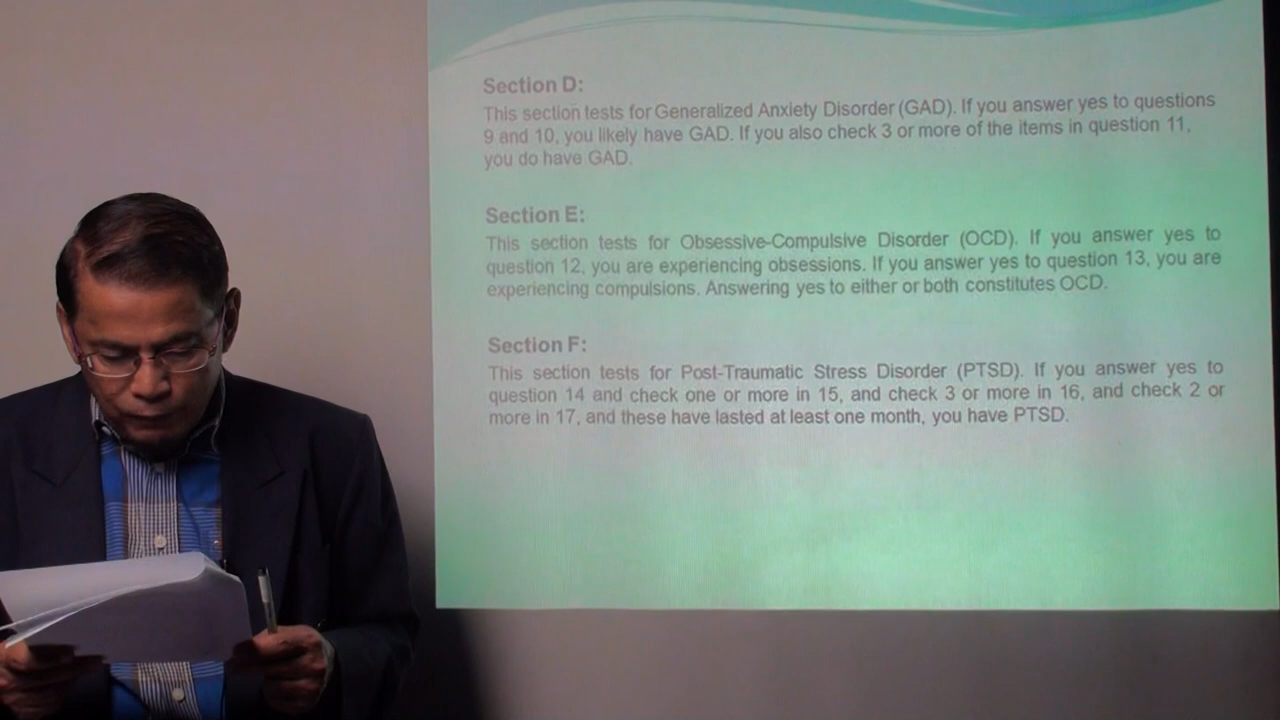 Section D:
This section tests for Generalized Anxiety Disorder (GAD). If you answer yes to questions
9 and 10, you likely have GAD. If you also check 3 or more of the items in question 11,
you do have GAD.
Section E:
This section tests for Obsessive-Compulsive Disorder (OCD). If you answer yes to
question 12, you are experiencing obsessions. If you answer yes to question 13, you are
experiencing compulsions. Answering yes to either or both constitutes OCD.
Section F:
This section tests for Post-Traumatic Stress Disorder (PTSD). If you answer yes to
question 14 and check one or more in 15, and check 3 or more in 16, and check 2 or
more in 17, and these have lasted at least one month, you have PTSD.